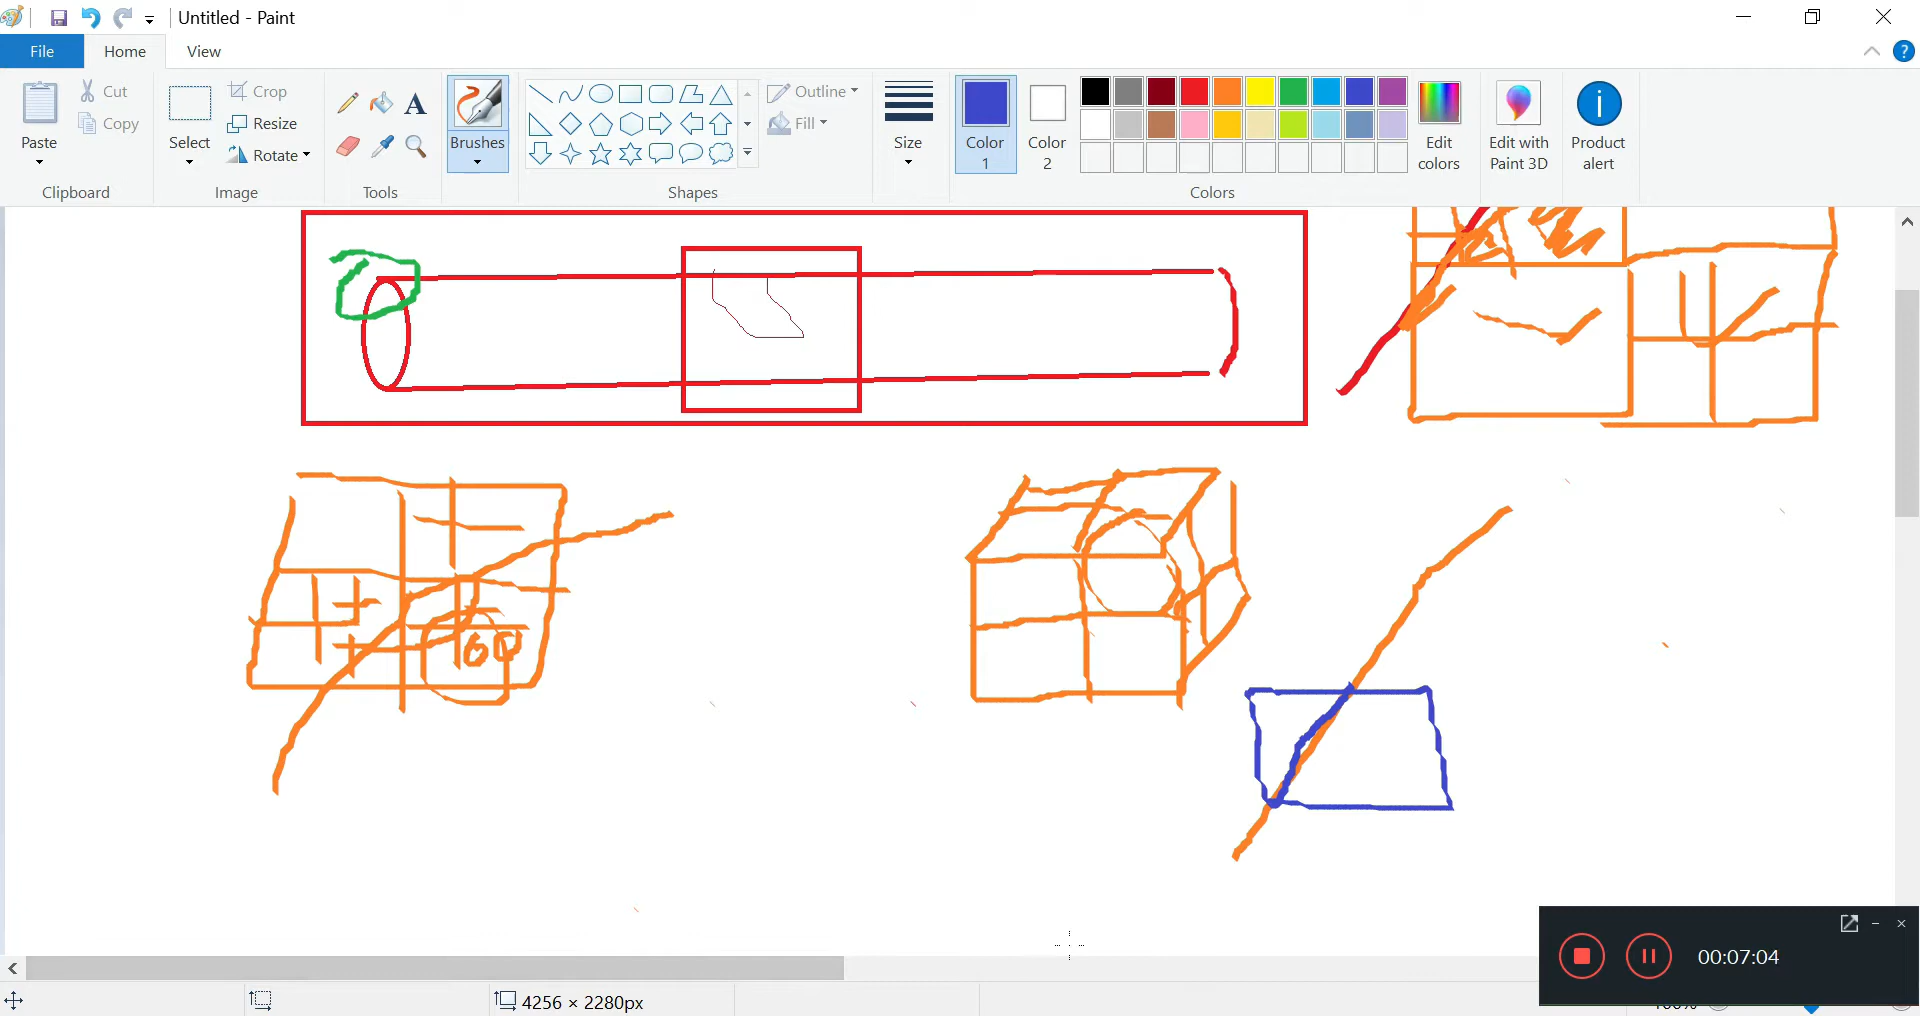 Untitled - Paint
File Home View
Paste
Cut
Copy
Clipboard
Select
Crop
Resize
Rotate
Image
A
Tools
Brushes
Shapes
Outline
Fill
Size
Color 1
Color 2
Colors
Edit colors
Edit with Paint 3D
Product alert
4256 × 2280px
00:07:04